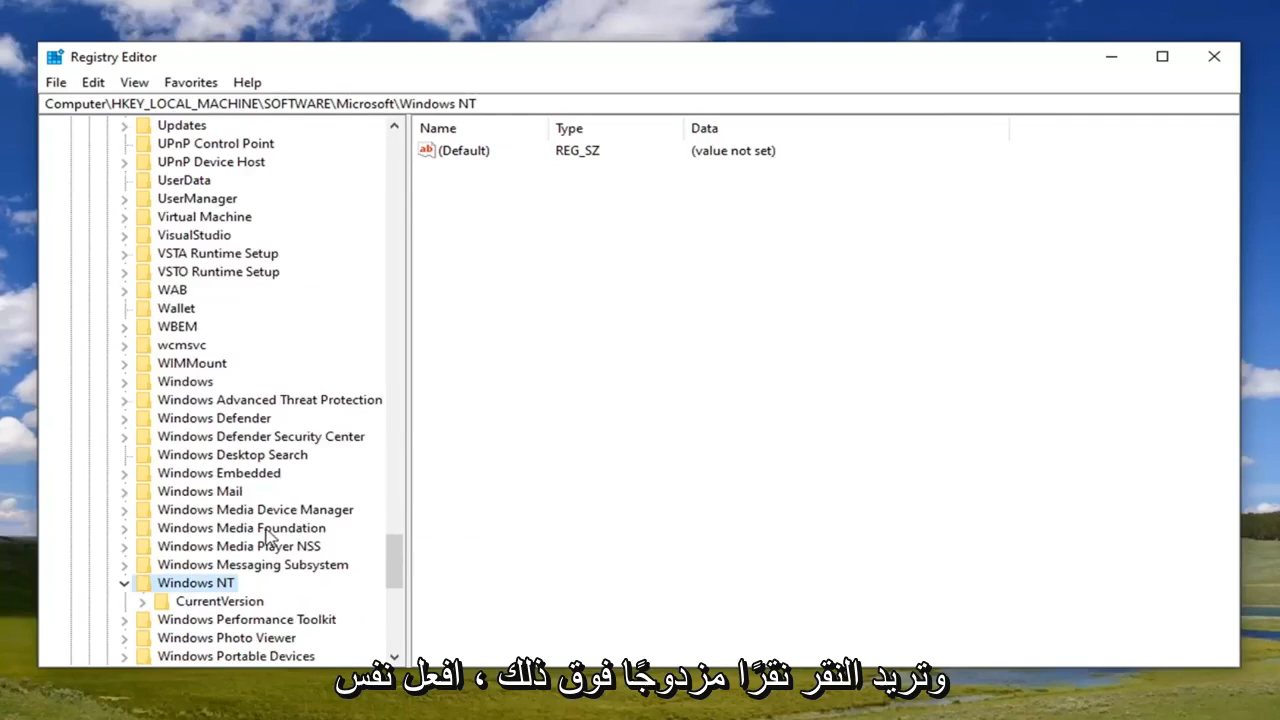 Registry Editor
File Edit View Favorites Help
Computer\HKEY_LOCAL_MACHINE\SOFTWARE\Microsoft\Windows NT
Name Type Data
ab (Default) REG_SZ (value not set)
Updates
UPnP Control Point
UPnP Device Host
UserData
UserManager
Virtual Machine
VisualStudio
VSTA Runtime Setup
VSTO Runtime Setup
WAB
Wallet
WBEM
wcmsvc
WIMMount
Windows
Windows Advanced Threat Protection
Windows Defender
Windows Defender Security Center
Windows Desktop Search
Windows Embedded
Windows Mail
Windows Media Device Manager
Windows Media Foundation
Windows Media Player NSS
Windows Messaging Subsystem
Windows NT
CurrentVersion
Windows Performance Toolkit
Windows Photo Viewer
Windows Portable Devices
وتريد النقر نقرًا مزدوجًا فوق ذلك ، افعل نفس